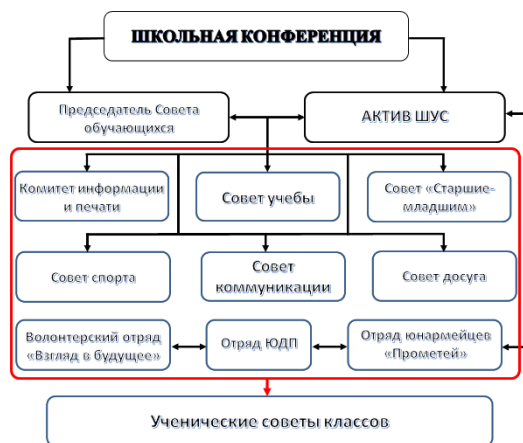 ШКОЛЬНАЯ КОНФЕРЕНЦИЯ
Председатель Совета
обучающихся
АКТИВ ШУС
Комитет информации
и печати
Совет учебы
Совет «Старшие-
младшим»
Совет спорта
Совет
коммуникации
Совет досуга
Волонтерский отряд
«Взгляд в будущее»
Отряд ЮДП
Отряд юнармейцев
«Прометей»
Ученические советы классов